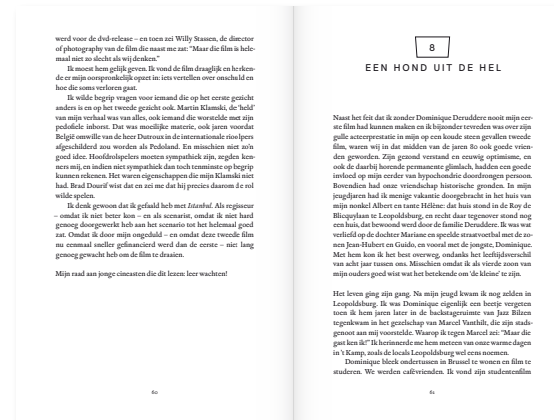 werd voor de dvd-release – en toen zei Willy Stassen, de director
of photography van de film die naast me zat: “Maar die film is hele-
maal niet zo slecht als wij denken.”
Ik moest hem gelijk geven. Ik vond de film draaglijk en herken-
de er mijn oorspronkelijk opzet in: iets vertellen over onschuld en
hoe die soms verloren gaat.
Ik wilde begrip vragen voor iemand die op het eerste gezicht
anders is en op het tweede gezicht ook. Martin Klamski, de ‘held’
van mijn verhaal was van alles, ook iemand die worstelde met zijn
pedofiele inborst. Dat was moeilijke materie, ook jaren voordat
België omwille van de heer Dutroux in de internationale rioolpers
afgeschilderd zou worden als Pedoland. En misschien niet zo’n
goed idee. Hoofdrolspelers moeten sympathiek zijn, zegden ken-
ners mij, en indien niet sympathiek dan toch tenminste op begrip
kunnen rekenen. Het waren eigenschappen die mijn Klamski niet
had. Brad Dourif wist dat en zei me dat hij precies daarom de rol
wilde spelen.
Ik denk gewoon dat ik gefaald heb met Istanbul. Als regisseur
– omdat ik niet beter kon – en als scenarist, omdat ik niet hard
genoeg doorgewerkt heb aan het scenario tot het helemaal goed
zat. Omdat ik door mijn ongeduld – en omdat deze tweede film
nu eenmaal sneller gefinancierd werd dan de eerste – niet lang
genoeg gewacht heb om de film te draaien.
Mijn raad aan jonge cineasten die dit lezen: leer wachten!
60
8
EEN HOND UIT DE HEL
Naast het feit dat ik zonder Dominique Deruddere nooit mijn eer-
ste film had kunnen maken en ik bijzonder tevreden was over zijn
gulle acteerprestatie in mijn op een koude steen gevallen tweede
film, waren wij in dat midden van de jaren 80 ook goede vrien-
den geworden. Zijn gezond verstand en eeuwig optimisme, en
ook de daarbij horende permanente glimlach, hadden een goede
invloed op mijn eerder van hypochondrie doordrongen persoon.
Bovendien had onze vriendschap historische gronden. In mijn
jeugdjaren had ik menige vakantie doorgebracht in het huis van
mijn nonkel Albert en tante Hélène: dat huis stond in de Roy de
Blicquylaan te Leopoldsburg, en recht daar tegenover stond nog
een huis, dat bewoond werd door de familie Deruddere. Ik was wat
verliefd op de dochter Mariane en speelde straatvoetbal met de zo-
nen Jean-Hubert en Guido, en vooral met de jongste, Dominique.
Met hem kon ik het best overweg, ondanks het leeftijdsverschil
van acht jaar tussen ons. Misschien omdat ik als vierde zoon van
mijn ouders goed wist wat het betekende om ‘de kleine’ te zijn.
Het leven ging zijn gang. Na mijn jeugd kwam ik nog zelden in
Leopoldsburg. Ik was Dominique eigenlijk een beetje vergeten
toen ik hem jaren later in de backstageruimte van Jazz Bilzen
tegenkwam in het gezelschap van Marcel Vanthilt, die zijn stads-
genoot aan mij voorstelde. Waarop ik tegen Marcel zei: “Maar die
gast ken ik!” Ik herinnerde me hem meteen van onze warme dagen
in ’t Kamp, zoals de locals Leopoldsburg wel eens noemen.
Dominique bleek ondertussen in Brussel te wonen en film te
studeren. We werden cafévrienden. Ik vond zijn studentenfilm
61